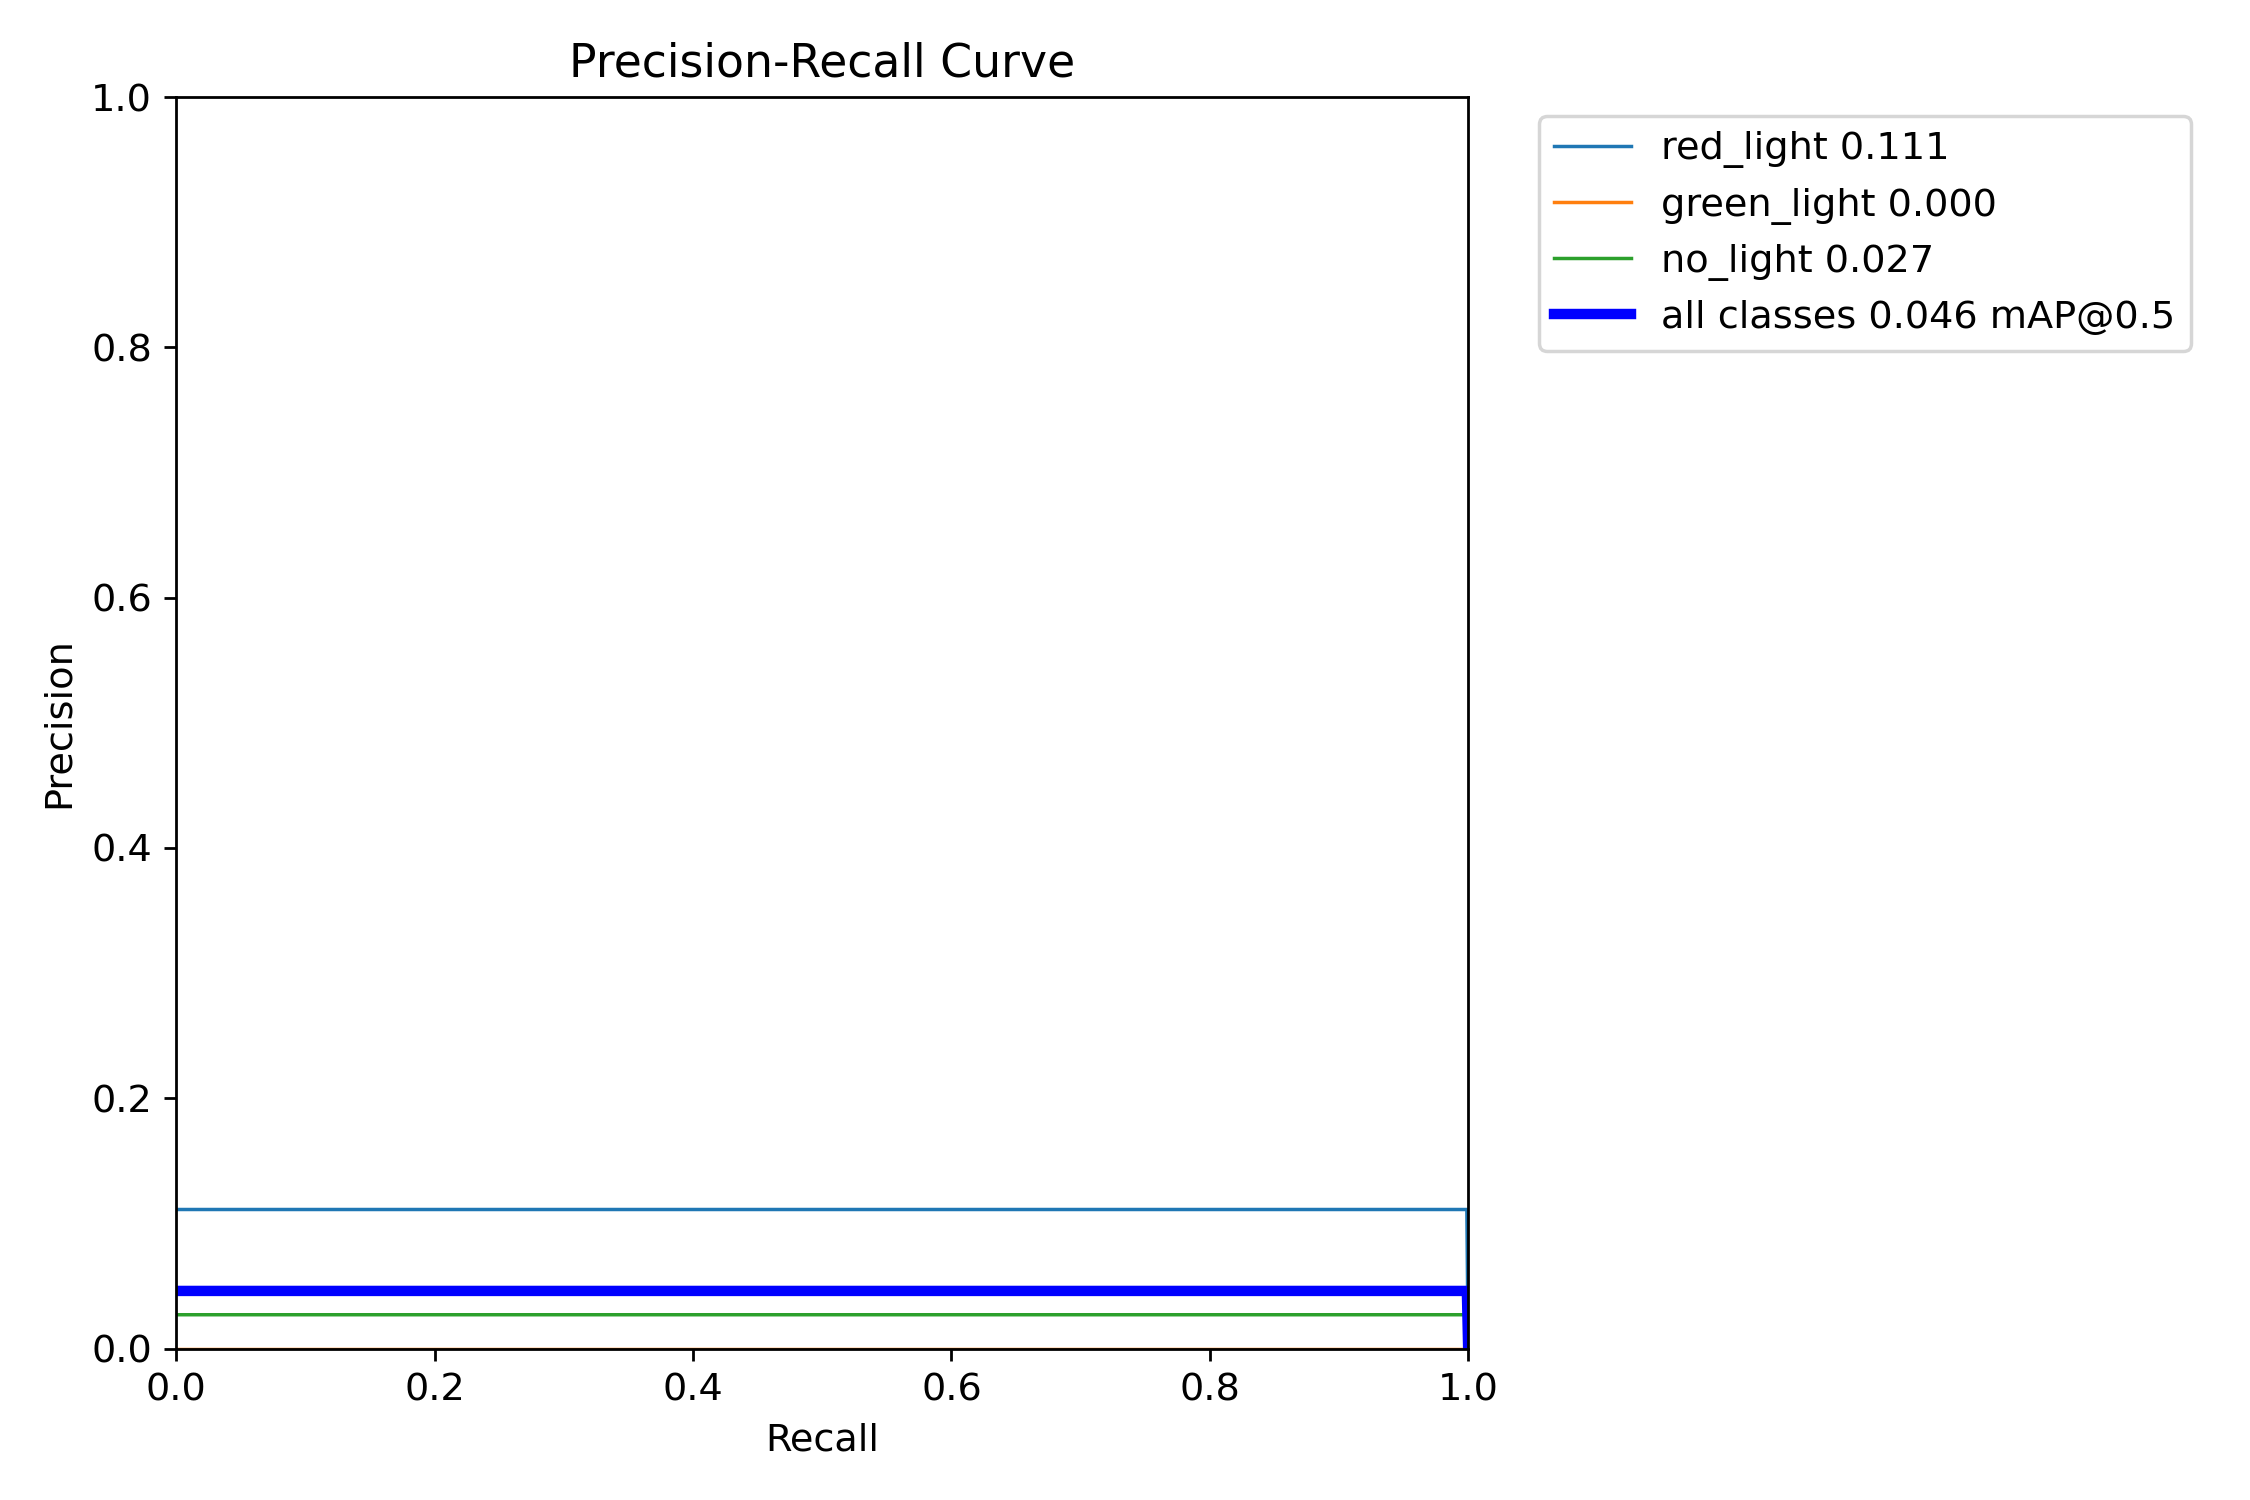 Precision-Recall Curve
1.0
0.8
0.6
0.4
0.2
0.0
Precision
0.0 0.2 0.4 0.6 0.8 1.0
Recall
red_light 0.111
green_light 0.000
no_light 0.027
all classes 0.046 mAP@0.5